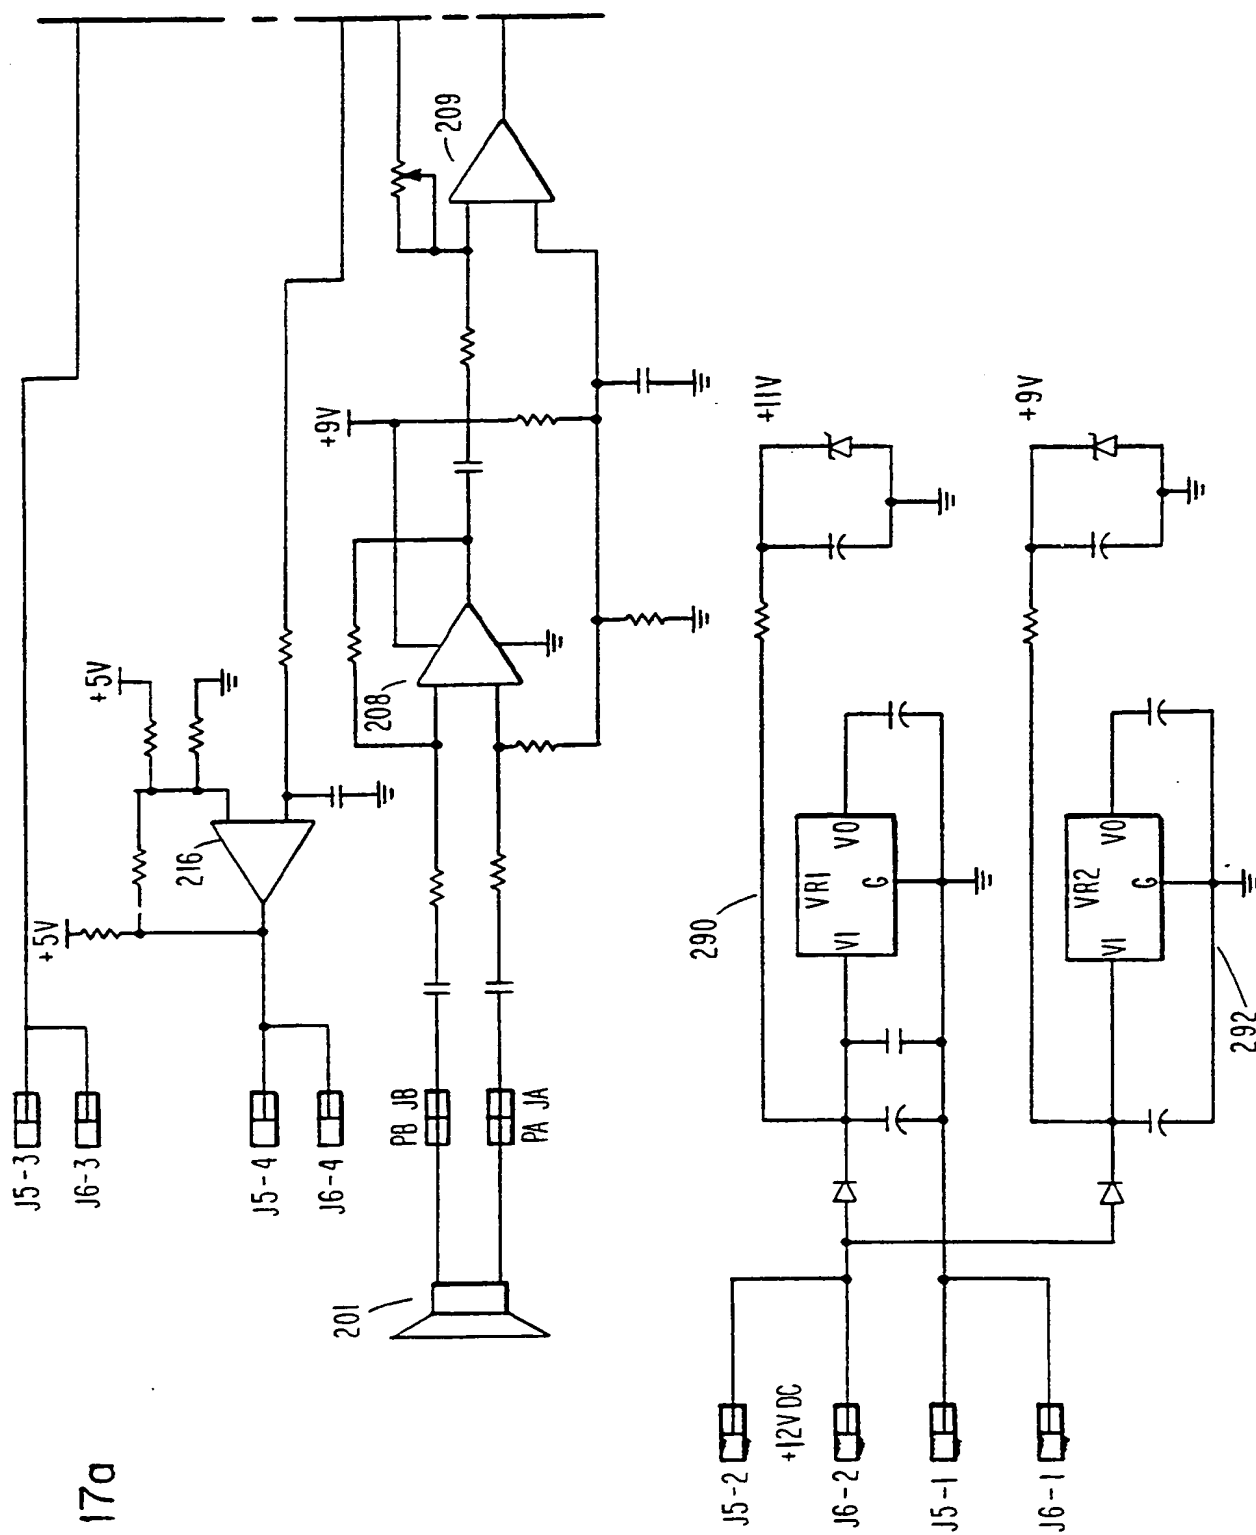 17a
J5-3
J6-3
J5-4
J6-4
+5V
+5V
216
201
PB JB
PA JA
208
+9V
209
J5-2
+12VDC
J6-2
J5-1
J6-1
290
VR1
VI
VO
G
+11V
292
VR2
VI
VO
G
+9V